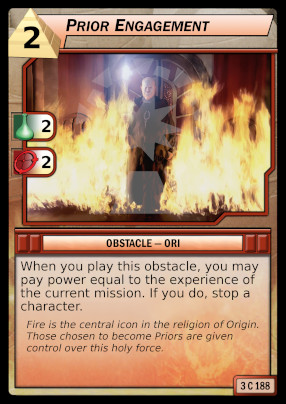 2
PRIOR ENGAGEMENT
2
2
OBSTACLE – ORI
When you play this obstacle, you may
pay power equal to the experience of
the current mission. If you do, stop a
character.
Fire is the central icon in the religion of Origin.
Those chosen to become Priors are given
control over this holy force.
3 C 188